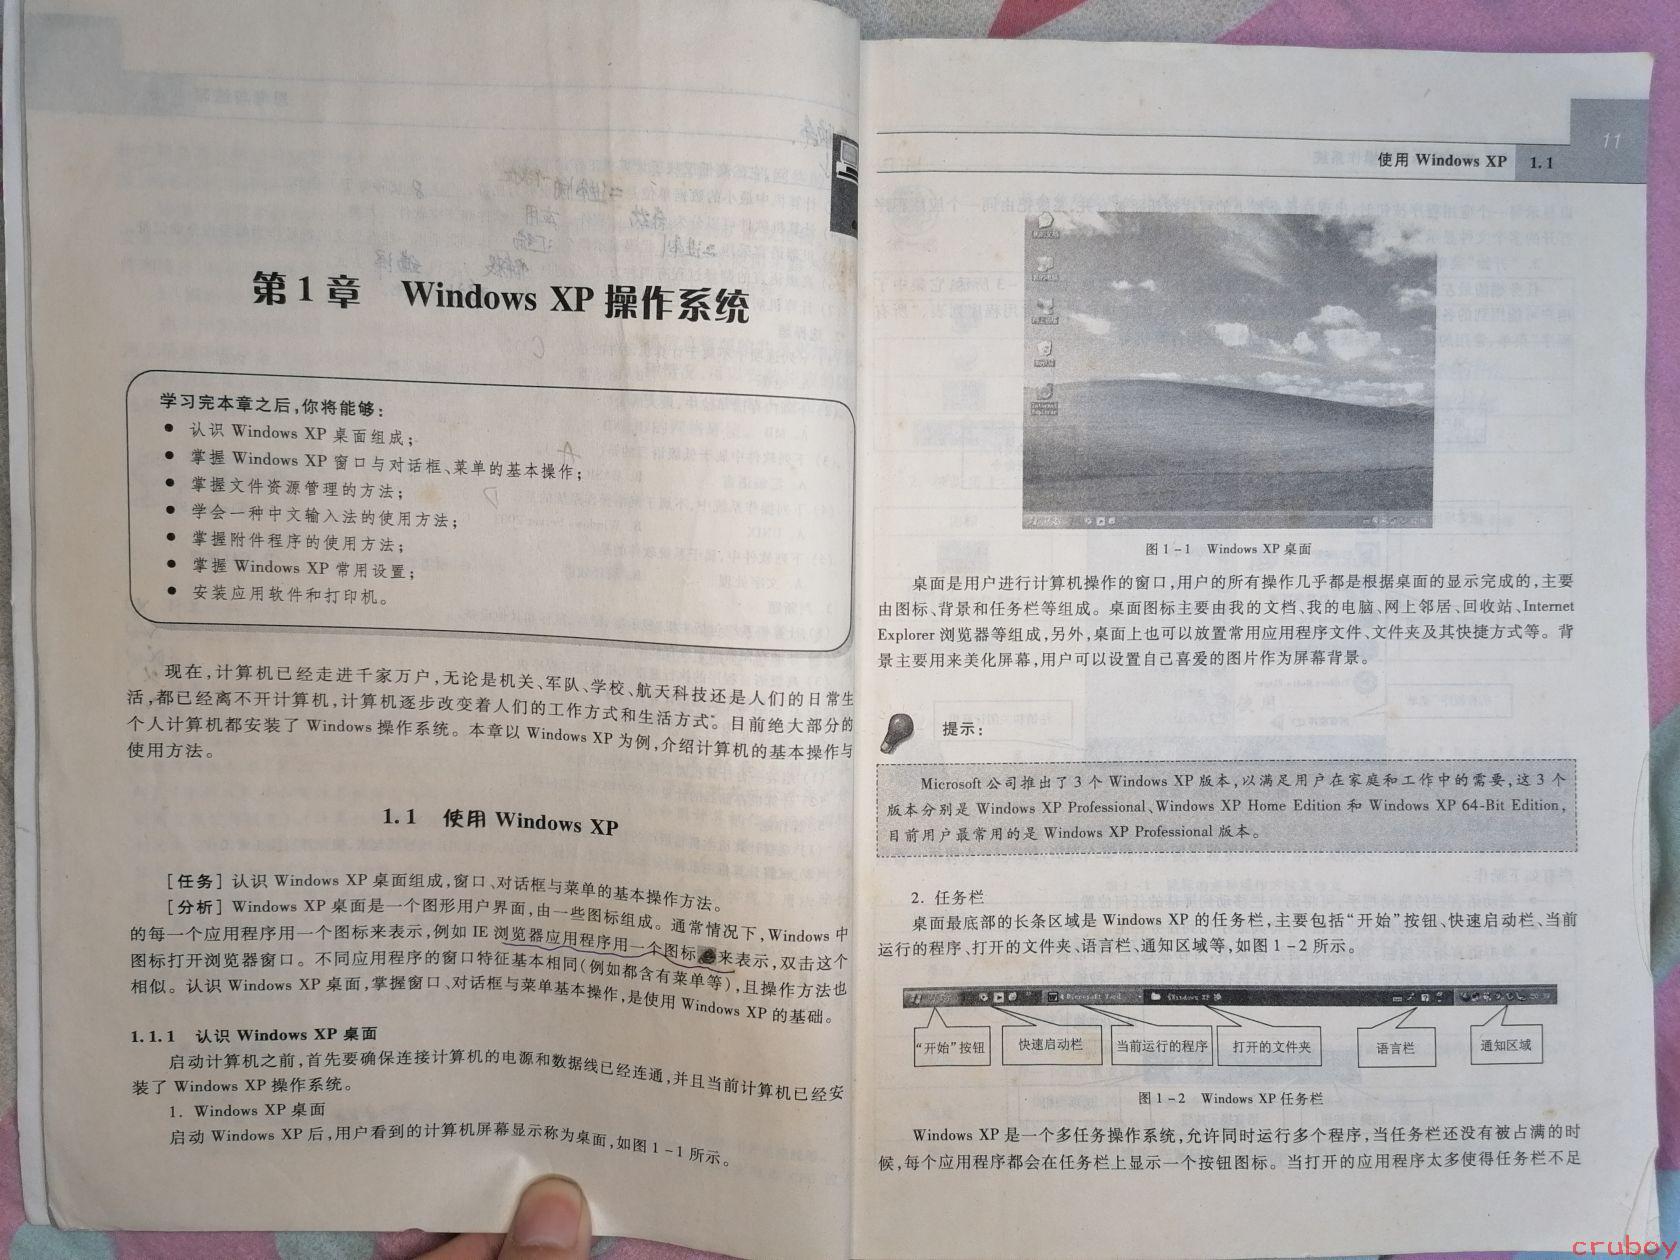 第 1 章 Windows XP 操作系统
学习完本章之后,你将能够:
● 认识 Windows XP 桌面组成;
● 掌握 Windows XP 窗口与对话框、菜单的基本操作;
● 掌握文件资源管理的方法;
● 学会一种中文输入法的使用方法;
● 掌握附件程序的使用方法;
● 掌握 Windows XP 常用设置;
● 安装应用软件和打印机。
现在,计算机已经走进千家万户,无论是机关、军队、学校、航天科技还是人们的日常生
活,都已经离不开计算机,计算机逐步改变着人们的工作方式和生活方式。目前绝大部分的
个人计算机都安装了 Windows 操作系统。本章以 Windows XP 为例,介绍计算机的基本操作与
使用方法。
1.1 使用 Windows XP
[任务] 认识 Windows XP 桌面组成,窗口、对话框与菜单的基本操作方法。
[分析] Windows XP 桌面是一个图形用户界面,由一些图标组成。通常情况下,Windows 中
的每一个应用程序用一个图标来表示,例如 IE 浏览器应用程序用一个图标来表示,双击这个
图标打开浏览器窗口。不同应用程序的窗口特征基本相同(例如都含有菜单等),且操作方法也
相似。认识 Windows XP 桌面,掌握窗口、对话框与菜单基本操作,是使用 Windows XP 的基础。
1.1.1 认识 Windows XP 桌面
启动计算机之前,首先要确保连接计算机的电源和数据线已经连通,并且当前计算机已经安
装了 Windows XP 操作系统。
1. Windows XP 桌面
启动 Windows XP 后,用户看到的计算机屏幕显示称为桌面,如图 1-1 所示。
使用 Windows XP 1.1
11
Internet
Explorer
图 1-1 Windows XP 桌面
桌面是用户进行计算机操作的窗口,用户的所有操作几乎都是根据桌面的显示完成的,主要
由图标、背景和任务栏等组成。桌面图标主要由我的文档、我的电脑、网上邻居、回收站、Internet
Explorer 浏览器等组成,另外,桌面上也可以放置常用应用程序文件、文件夹及其快捷方式等。背
景主要用来美化屏幕,用户可以设置自己喜爱的图片作为屏幕背景。
提示:
Microsoft 公司推出了 3 个 Windows XP 版本,以满足用户在家庭和工作中的需要,这 3 个
版本分别是 Windows XP Professional、Windows XP Home Edition 和 Windows XP 64-Bit Edition,
目前用户最常用的是 Windows XP Professional 版本。
2. 任务栏
桌面最底部的长条区域是 Windows XP 的任务栏,主要包括“开始”按钮、快速启动栏、当前
运行的程序、打开的文件夹、语言栏、通知区域等,如图 1-2 所示。
“开始”按钮 快速启动栏 当前运行的程序 打开的文件夹 语言栏 通知区域
图 1-2 Windows XP 任务栏
Windows XP 是一个多任务操作系统,允许同时运行多个程序,当任务栏还没有被占满的时
候,每个应用程序都会在任务栏上显示一个按钮图标。当打开的应用程序太多使得任务栏不足
cruboy